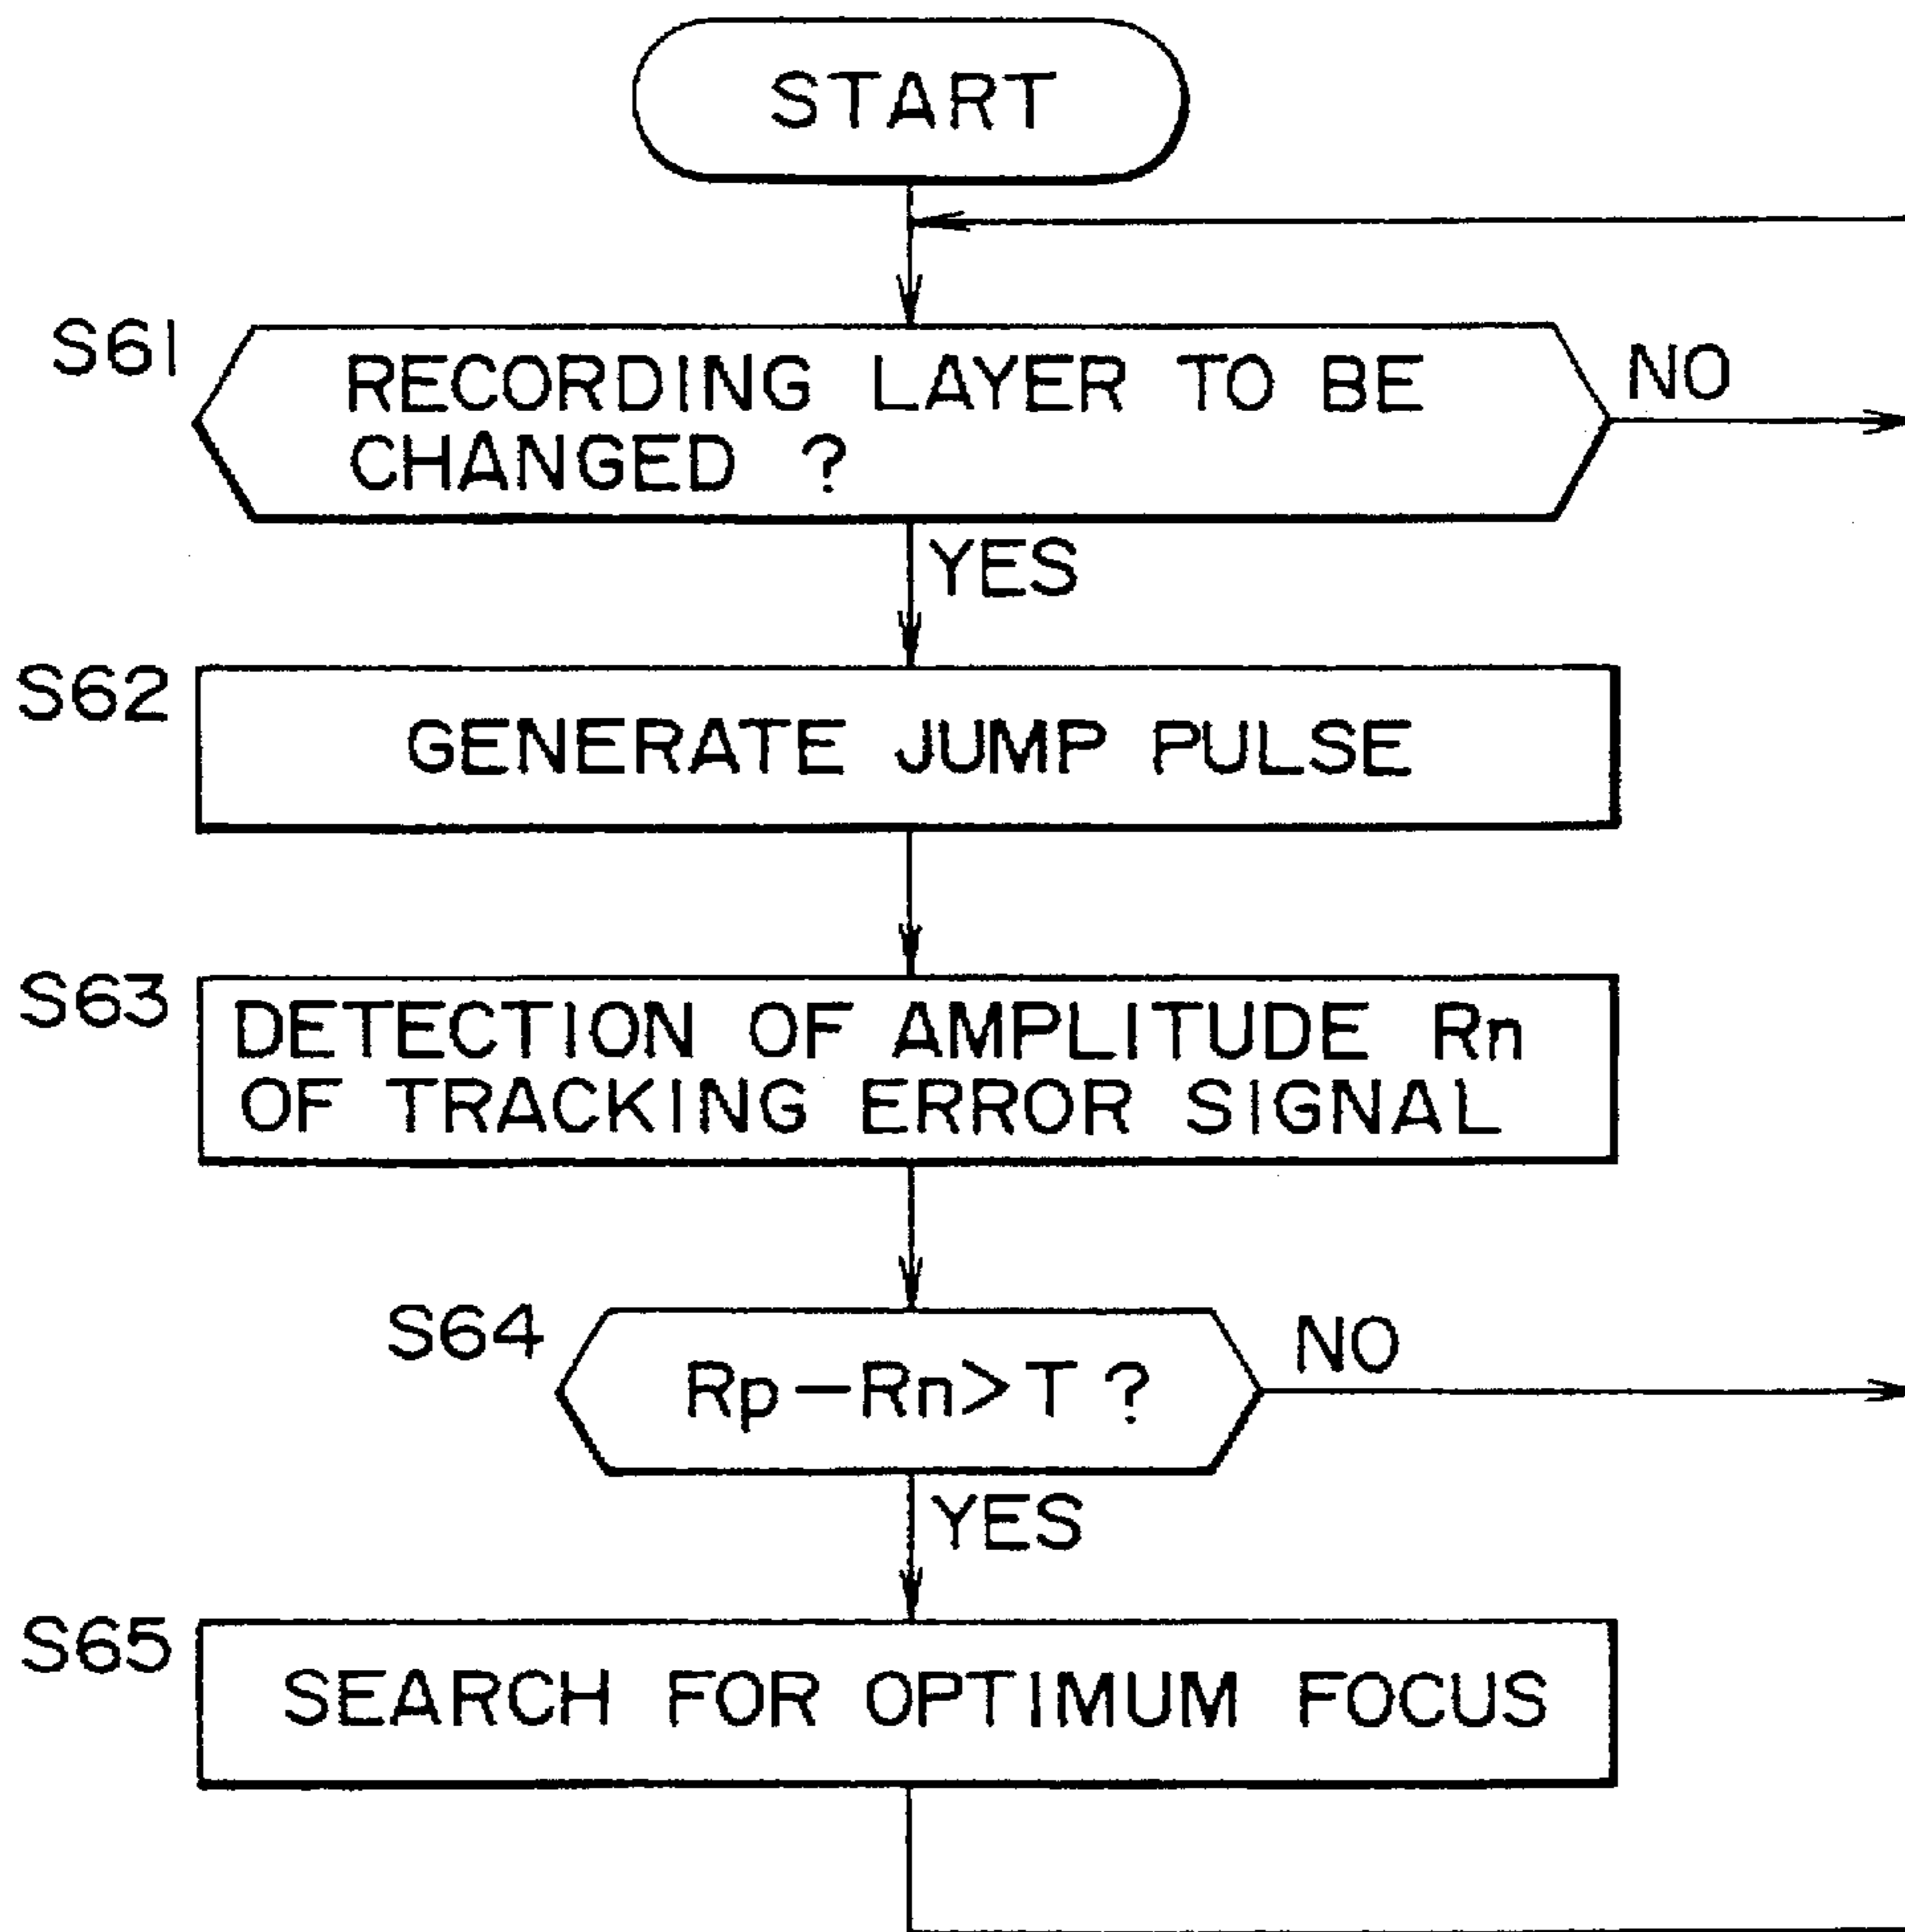 START
S61
RECORDING LAYER TO BE
CHANGED ?
NO
YES
S62
GENERATE JUMP PULSE
S63
DETECTION OF AMPLITUDE Rn
OF TRACKING ERROR SIGNAL
S64
Rp-Rn>T ?
NO
YES
S65
SEARCH FOR OPTIMUM FOCUS